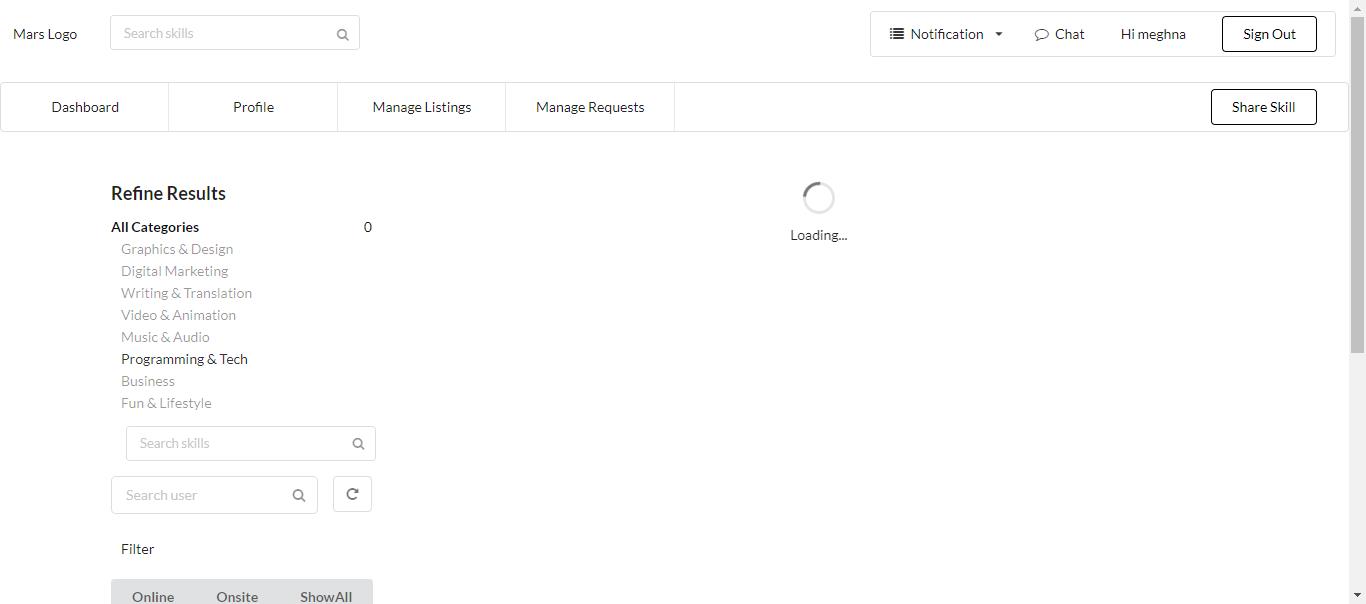 Mars Logo
Search skills
Notification
Chat
Hi meghna
Sign Out
Dashboard
Profile
Manage Listings
Manage Requests
Share Skill
Refine Results
All Categories 0
Graphics & Design
Digital Marketing
Writing & Translation
Video & Animation
Music & Audio
Programming & Tech
Business
Fun & Lifestyle
Search skills
Search user
Filter
Online Onsite ShowAll
Loading...